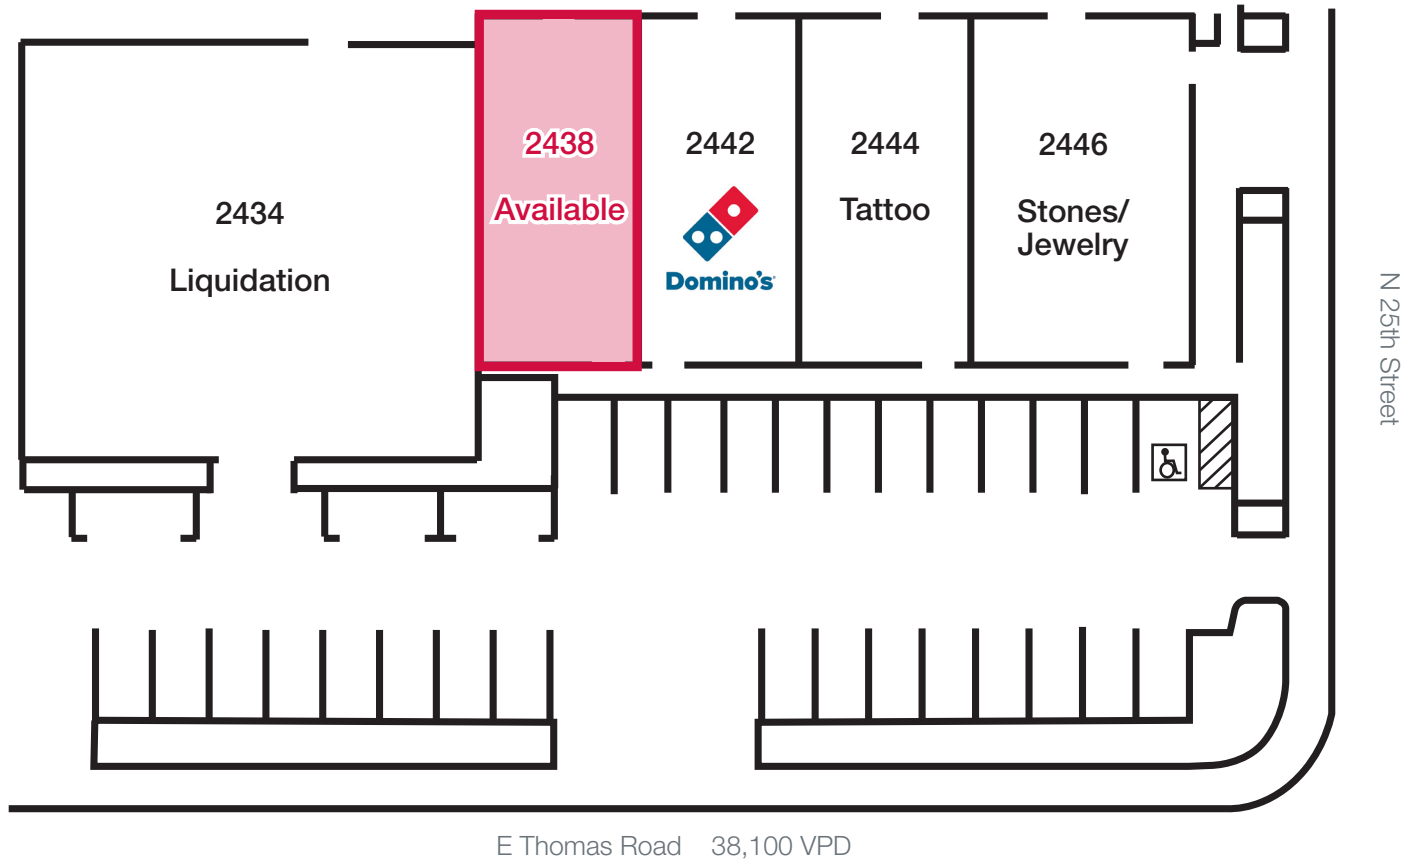 2434
Liquidation
2438
Available
2442
Domino's
2444
Tattoo
2446
Stones/
Jewelry
N 25th Street
E Thomas Road 38,100 VPD